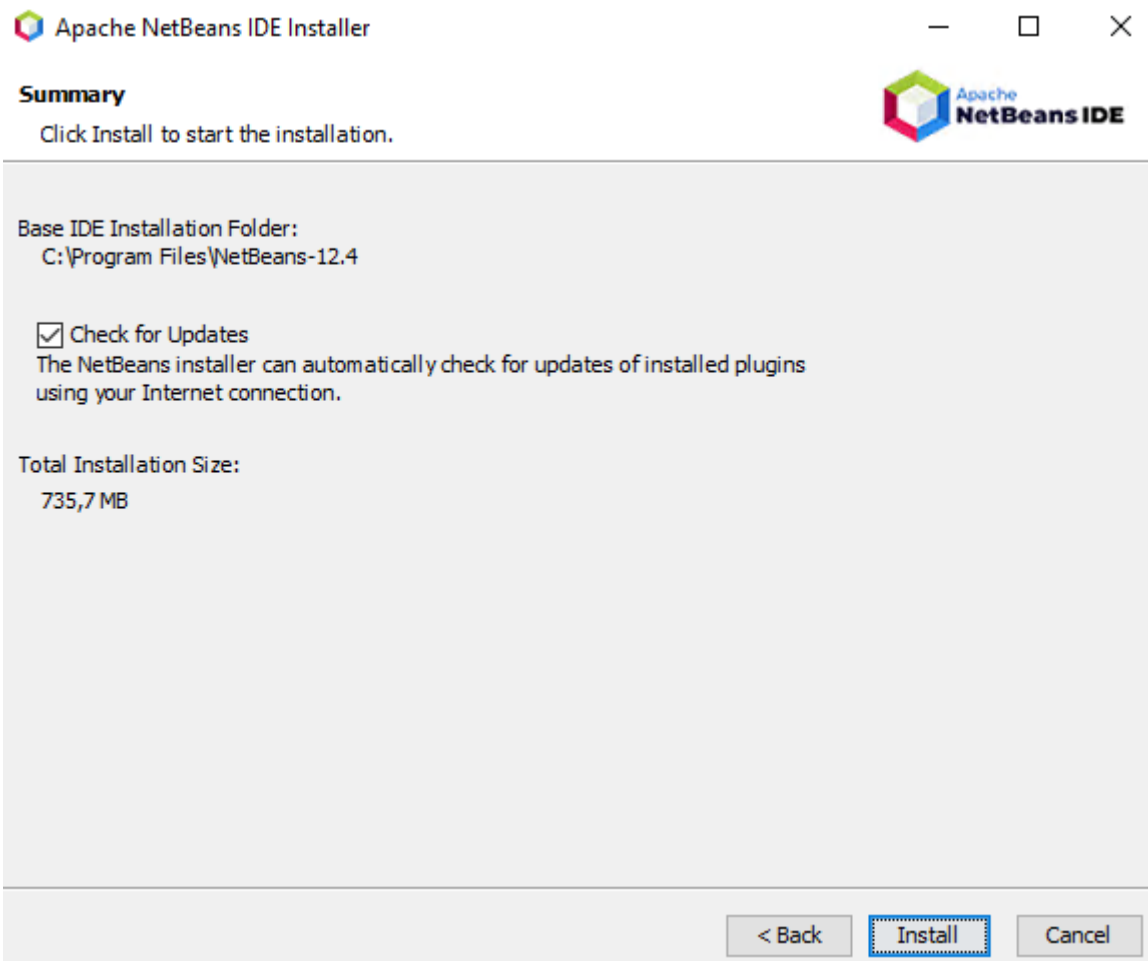 Apache NetBeans IDE Installer
Summary
Click Install to start the installation.
Apache
NetBeans IDE
Base IDE Installation Folder:
C:\Program Files\NetBeans-12.4
Check for Updates
The NetBeans installer can automatically check for updates of installed plugins
using your Internet connection.
Total Installation Size:
735,7 MB
< Back
Install
Cancel